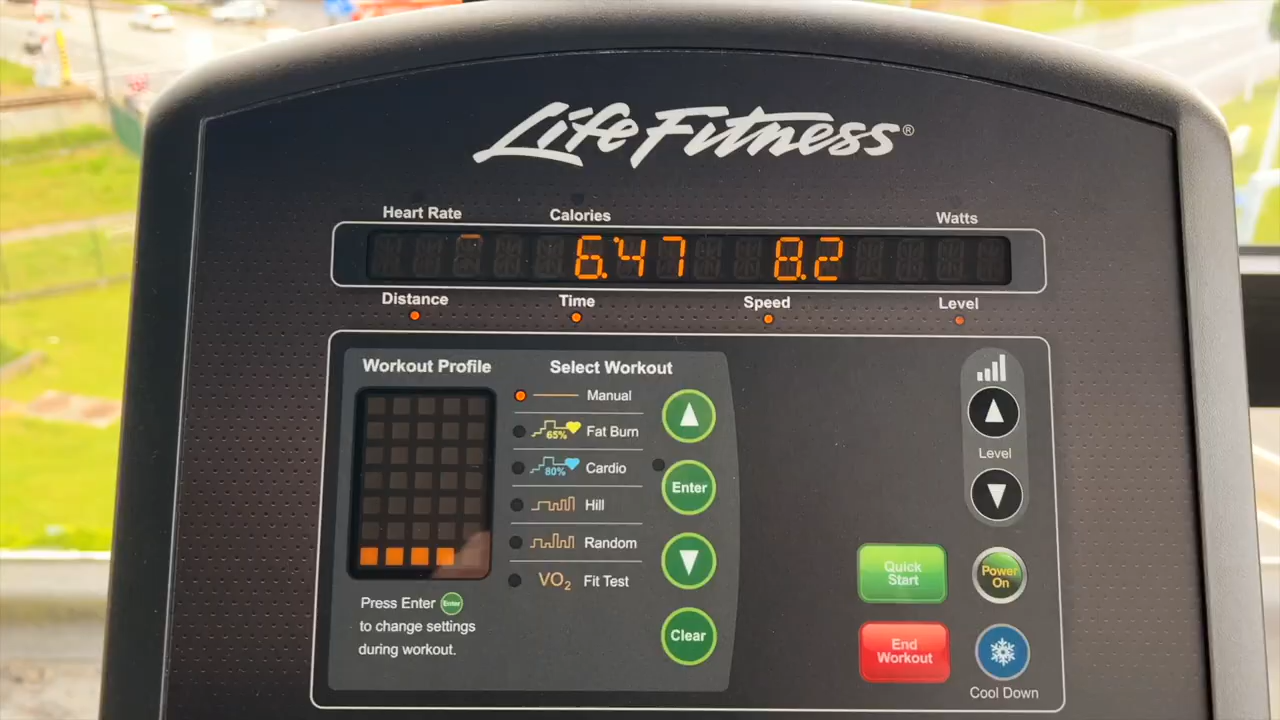 Life Fitness®
Heart Rate Calories Watts
6:47 8.2
Distance Time Speed Level
Workout Profile Select Workout
Manual
65% Fat Burn
80% Cardio
Hill
Random
VO₂ Fit Test
Press Enter Enter
to change settings
during workout.
Enter
Clear
Level
Quick
Start
Power
On
End
Workout
Cool Down